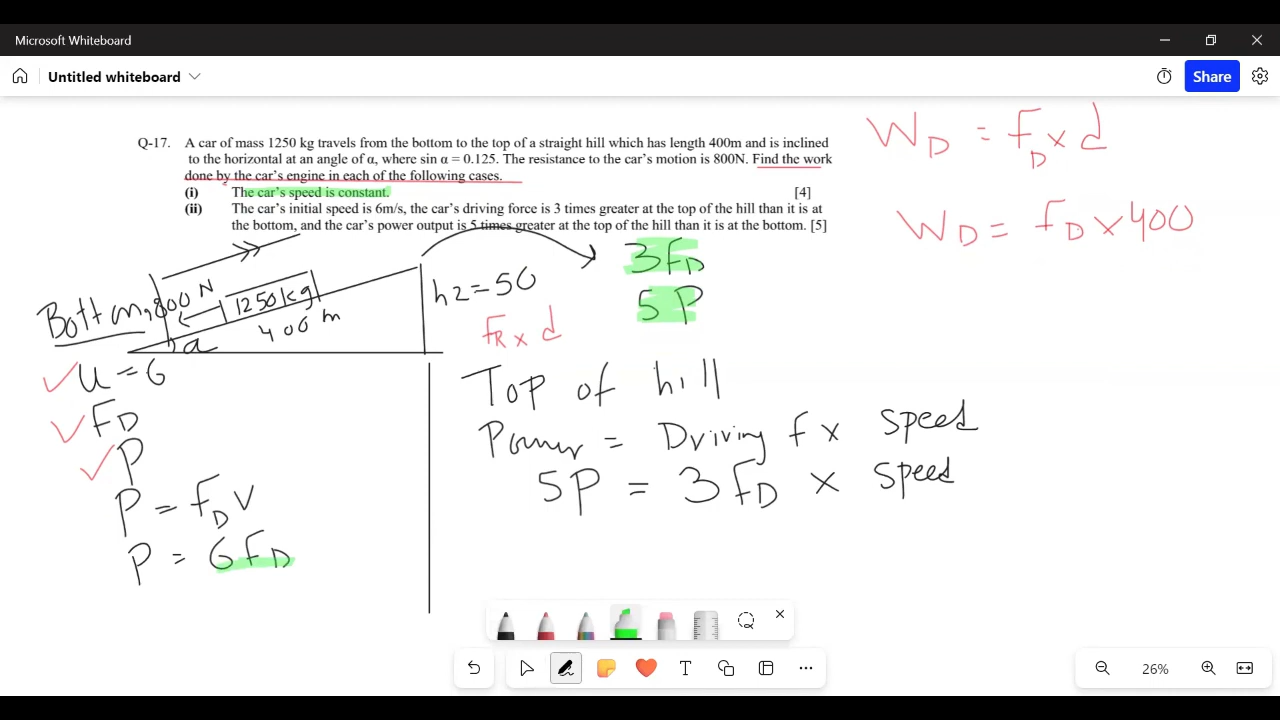 Microsoft Whiteboard
Untitled whiteboard
Share
Q-17. A car of mass 1250 kg travels from the bottom to the top of a straight hill which has length 400m and is inclined
to the horizontal at an angle of α, where sin α = 0.125. The resistance to the car's motion is 800N. Find the work
done by the car's engine in each of the following cases.
(i) The car's speed is constant. [4]
(ii) The car's initial speed is 6m/s, the car's driving force is 3 times greater at the top of the hill than it is at
the bottom, and the car's power output is 5 times greater at the top of the hill than it is at the bottom. [5]
WD = fD x d
WD = fD x 400
3fD
5P
Bottom,
800 N
1250kg
400 m
a
h2=50
fR x d
u=6
FD
P
P = fD V
P = 6fD
Top of hill
Power = Driving f x speed
5P = 3fD x speed
26%